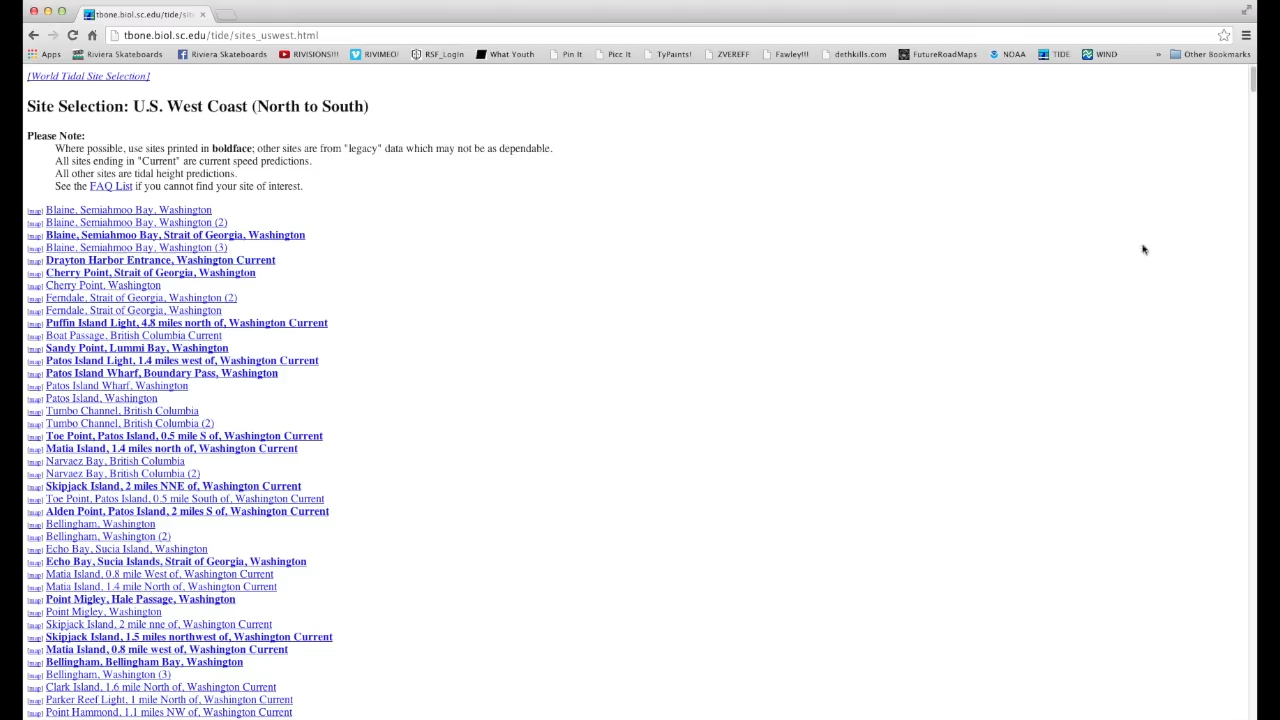 tbone.biol.sc.edu/tide/sit
tbone.biol.sc.edu/tide/sites_uswest.html
Apps Riviera Skateboards Riviera Skateboards RIVISIONS!!! RIVIMEO! RSF_LogIn What Youth Pin It Picc It TyPaints! ZVEREFF Fawley!!! dethkills.com FutureRoadMaps NOAA TIDE WIND » Other Bookmarks
[World Tidal Site Selection]
Site Selection: U.S. West Coast (North to South)
Please Note:
Where possible, use sites printed in boldface; other sites are from "legacy" data which may not be as dependable.
All sites ending in "Current" are current speed predictions.
All other sites are tidal height predictions.
See the FAQ List if you cannot find your site of interest.
[map] Blaine, Semiahmoo Bay, Washington
[map] Blaine, Semiahmoo Bay, Washington (2)
[map] Blaine, Semiahmoo Bay, Strait of Georgia, Washington
[map] Blaine, Semiahmoo Bay, Washington (3)
[map] Drayton Harbor Entrance, Washington Current
[map] Cherry Point, Strait of Georgia, Washington
[map] Cherry Point, Washington
[map] Ferndale, Strait of Georgia, Washington (2)
[map] Ferndale, Strait of Georgia, Washington
[map] Puffin Island Light, 4.8 miles north of, Washington Current
[map] Boat Passage, British Columbia Current
[map] Sandy Point, Lummi Bay, Washington
[map] Patos Island Light, 1.4 miles west of, Washington Current
[map] Patos Island Wharf, Boundary Pass, Washington
[map] Patos Island Wharf, Washington
[map] Patos Island, Washington
[map] Tumbo Channel, British Columbia
[map] Tumbo Channel, British Columbia (2)
[map] Toe Point, Patos Island, 0.5 mile S of, Washington Current
[map] Matia Island, 1.4 miles north of, Washington Current
[map] Narvaez Bay, British Columbia
[map] Narvaez Bay, British Columbia (2)
[map] Skipjack Island, 2 miles NNE of, Washington Current
[map] Toe Point, Patos Island, 0.5 mile South of, Washington Current
[map] Alden Point, Patos Island, 2 miles S of, Washington Current
[map] Bellingham, Washington
[map] Bellingham, Washington (2)
[map] Echo Bay, Sucia Island, Washington
[map] Echo Bay, Sucia Islands, Strait of Georgia, Washington
[map] Matia Island, 0.8 mile West of, Washington Current
[map] Matia Island, 1.4 mile North of, Washington Current
[map] Point Migley, Hale Passage, Washington
[map] Point Migley, Washington
[map] Skipjack Island, 2 mile nne of, Washington Current
[map] Skipjack Island, 1.5 miles northwest of, Washington Current
[map] Matia Island, 0.8 mile west of, Washington Current
[map] Bellingham, Bellingham Bay, Washington
[map] Bellingham, Washington (3)
[map] Clark Island, 1.6 mile North of, Washington Current
[map] Parker Reef Light, 1 mile North of, Washington Current
[map] Point Hammond, 1.1 miles NW of, Washington Current